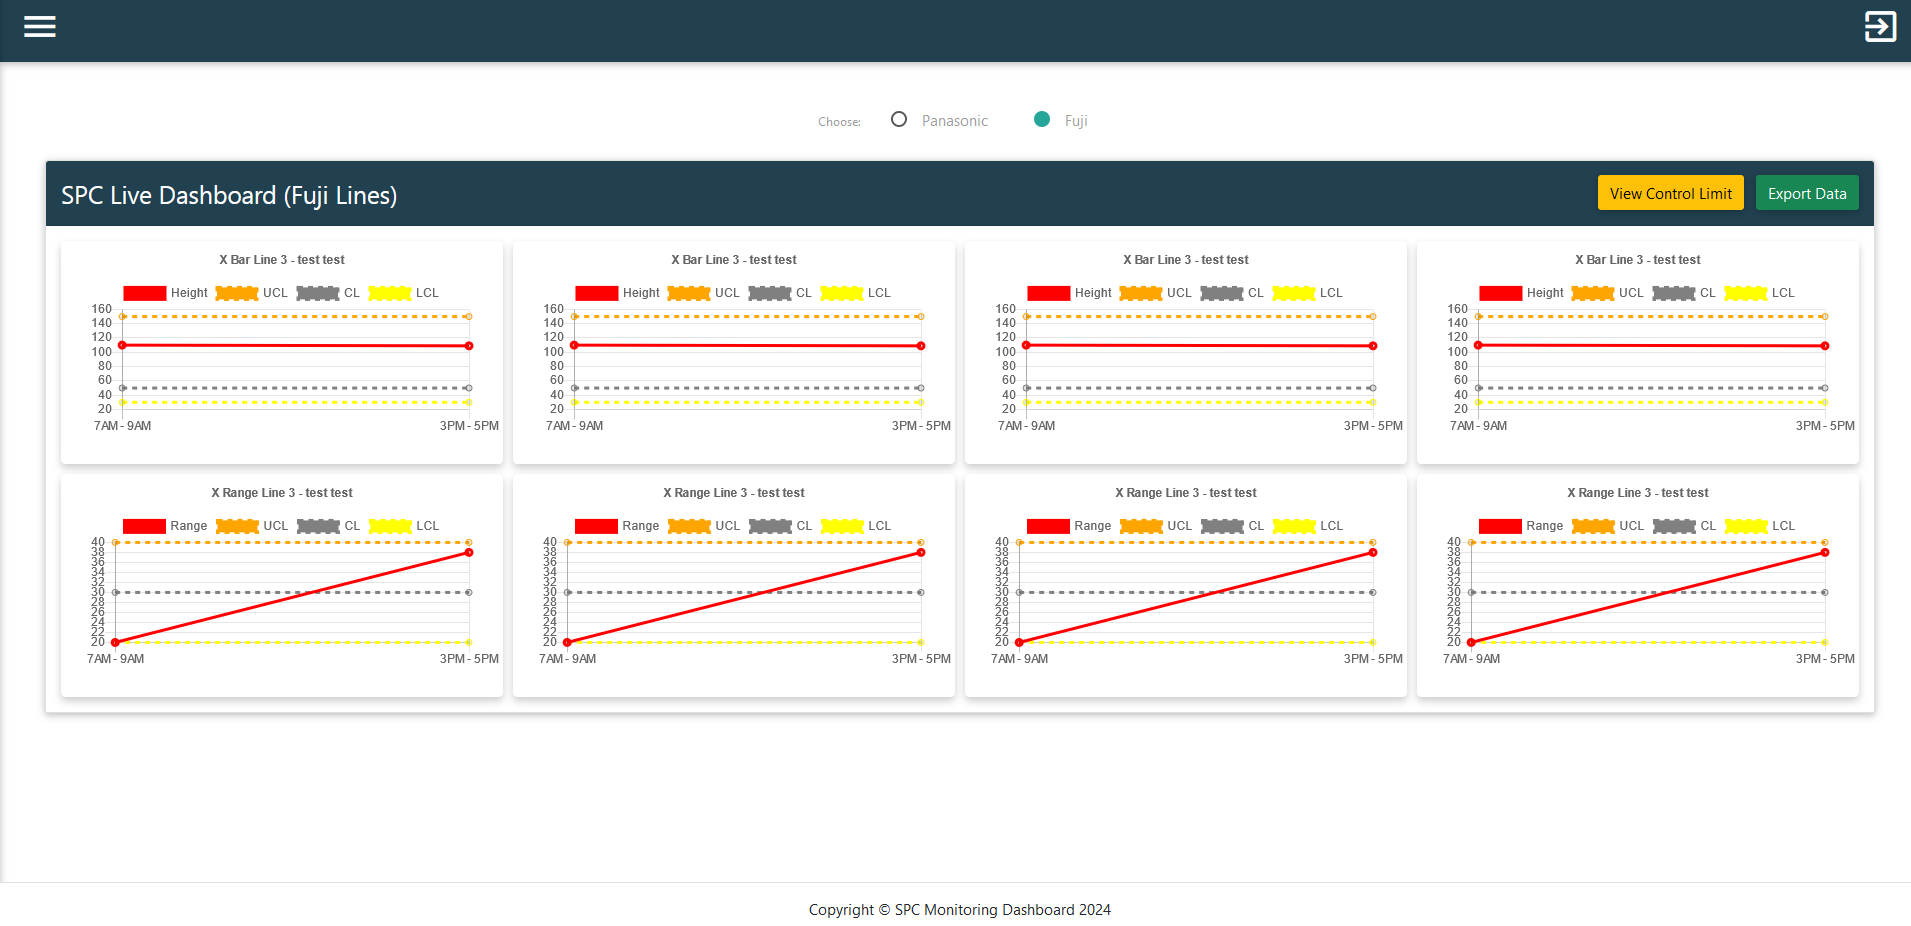 Choose: Panasonic Fuji
SPC Live Dashboard (Fuji Lines) View Control Limit Export Data
X Bar Line 3 - test test
Height UCL CL LCL
160
140
120
100
80
60
40
20
7AM - 9AM 3PM - 5PM
X Bar Line 3 - test test
Height UCL CL LCL
160
140
120
100
80
60
40
20
7AM - 9AM 3PM - 5PM
X Bar Line 3 - test test
Height UCL CL LCL
160
140
120
100
80
60
40
20
7AM - 9AM 3PM - 5PM
X Bar Line 3 - test test
Height UCL CL LCL
160
140
120
100
80
60
40
20
7AM - 9AM 3PM - 5PM
X Range Line 3 - test test
Range UCL CL LCL
40
38
36
34
32
30
28
26
24
22
20
7AM - 9AM 3PM - 5PM
X Range Line 3 - test test
Range UCL CL LCL
40
38
36
34
32
30
28
26
24
22
20
7AM - 9AM 3PM - 5PM
X Range Line 3 - test test
Range UCL CL LCL
40
38
36
34
32
30
28
26
24
22
20
7AM - 9AM 3PM - 5PM
X Range Line 3 - test test
Range UCL CL LCL
40
38
36
34
32
30
28
26
24
22
20
7AM - 9AM 3PM - 5PM
Copyright © SPC Monitoring Dashboard 2024